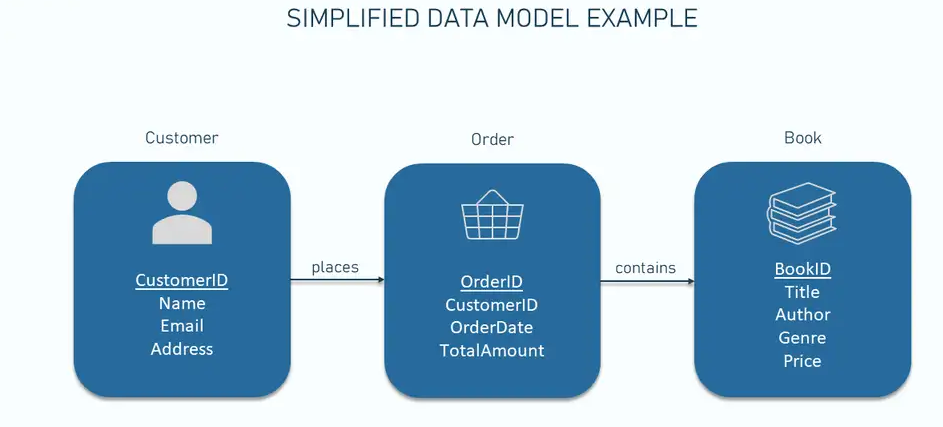 SIMPLIFIED DATA MODEL EXAMPLE
Customer
CustomerID
Name
Email
Address
places
Order
OrderID
CustomerID
OrderDate
TotalAmount
contains
Book
BookID
Title
Author
Genre
Price